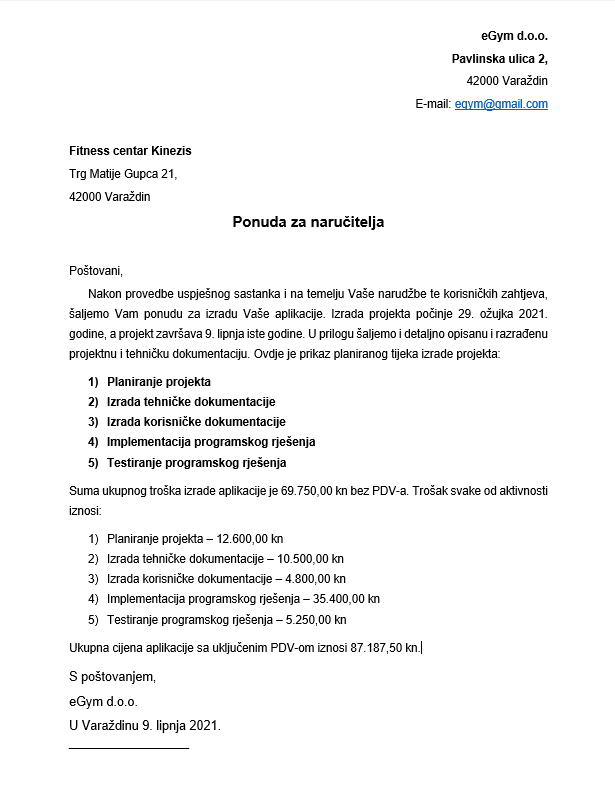 eGym d.o.o.
Pavlinska ulica 2,
42000 Varaždin
E-mail: egym@gmail.com
Fitness centar Kinezis
Trg Matije Gupca 21,
42000 Varaždin
Ponuda za naručitelja
Poštovani,
Nakon provedbe uspješnog sastanka i na temelju Vaše narudžbe te korisničkih zahtjeva,
šaljemo Vam ponudu za izradu Vaše aplikacije. Izrada projekta počinje 29. ožujka 2021.
godine, a projekt završava 9. lipnja iste godine. U prilogu šaljemo i detaljno opisanu i razrađenu
projektnu i tehničku dokumentaciju. Ovdje je prikaz planiranog tijeka izrade projekta:
1) Planiranje projekta
2) Izrada tehničke dokumentacije
3) Izrada korisničke dokumentacije
4) Implementacija programskog rješenja
5) Testiranje programskog rješenja
Suma ukupnog troška izrade aplikacije je 69.750,00 kn bez PDV-a. Trošak svake od aktivnosti
iznosi:
1) Planiranje projekta – 12.600,00 kn
2) Izrada tehničke dokumentacije – 10.500,00 kn
3) Izrada korisničke dokumentacije – 4.800,00 kn
4) Implementacija programskog rješenja – 35.400,00 kn
5) Testiranje programskog rješenja – 5.250,00 kn
Ukupna cijena aplikacije sa uključenim PDV-om iznosi 87.187,50 kn.
S poštovanjem,
eGym d.o.o.
U Varaždinu 9. lipnja 2021.